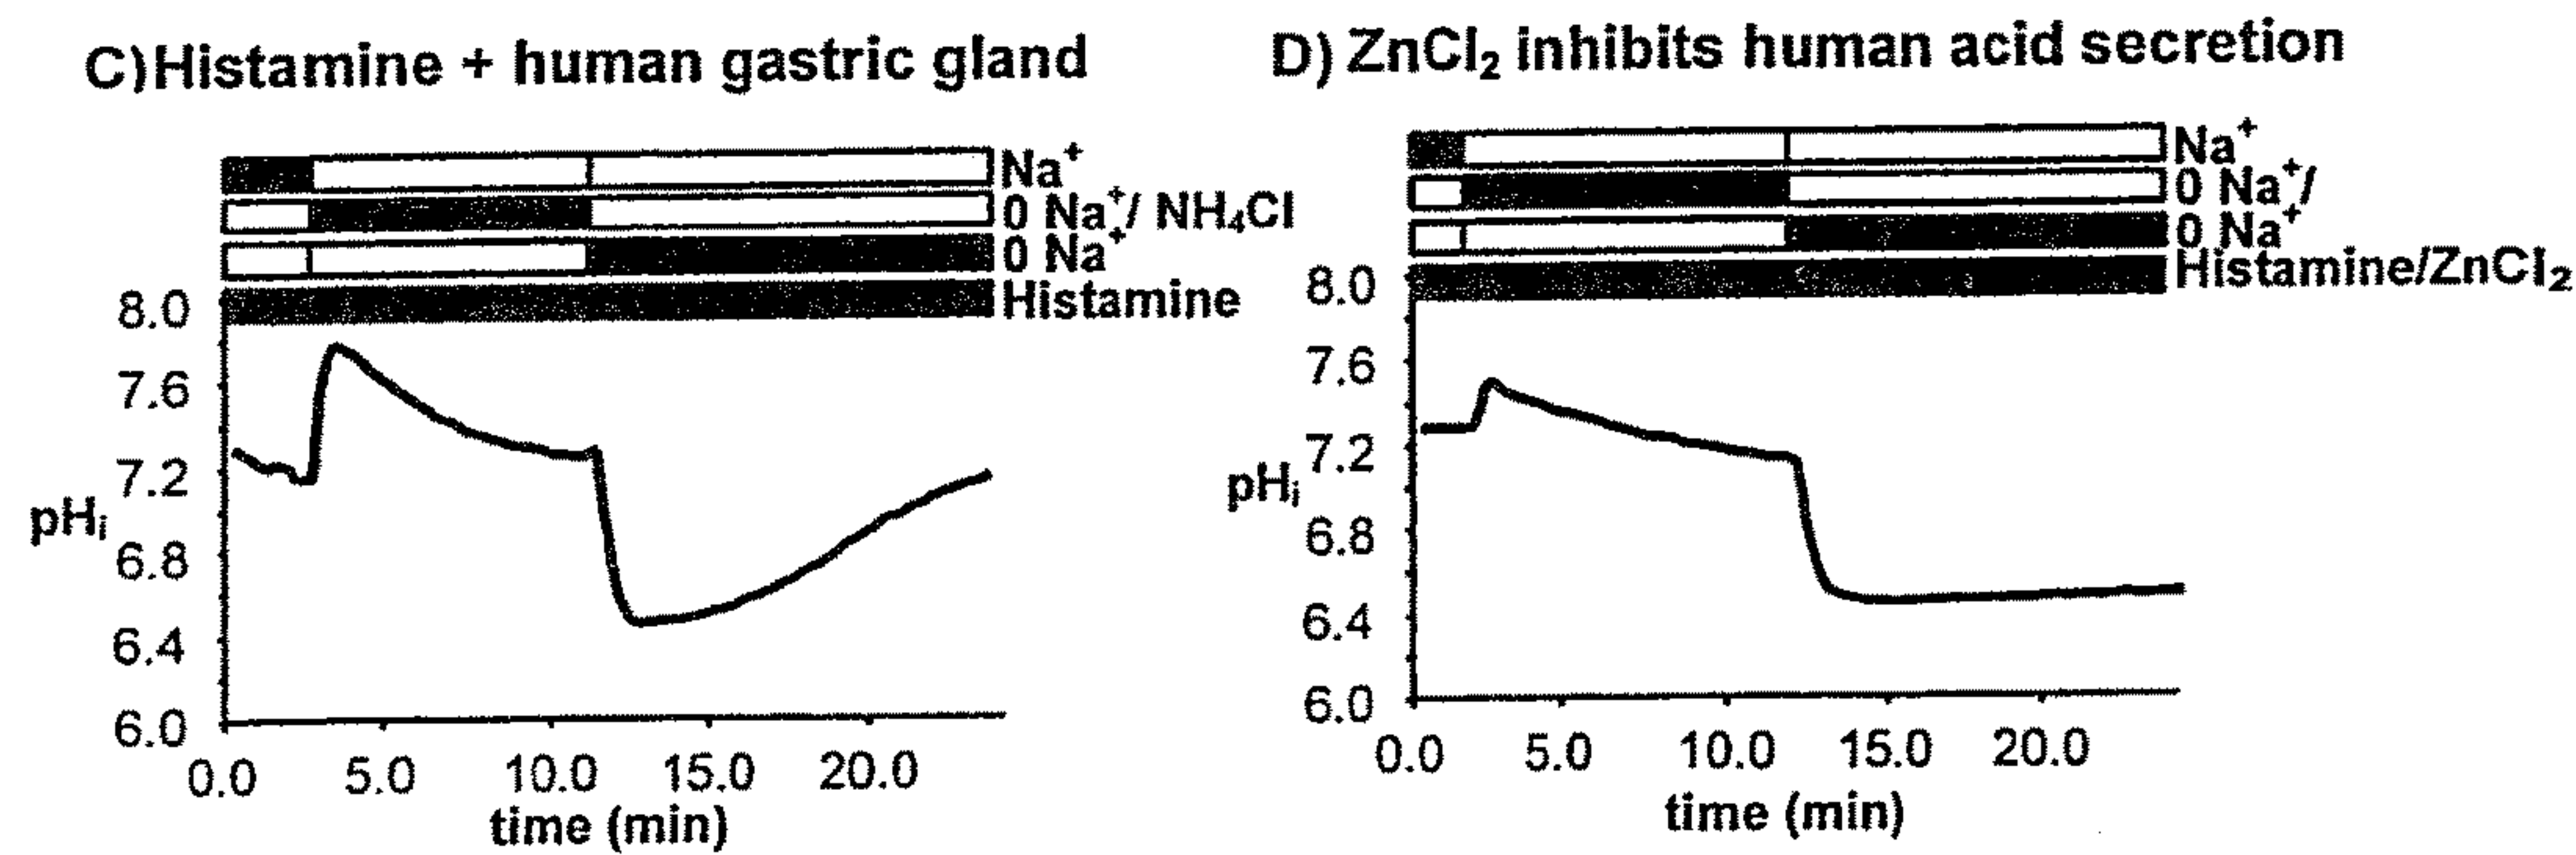 C)Histamine + human gastric gland
Na⁺
0 Na⁺/ NH₄Cl
0 Na⁺
Histamine
8.0
7.6
7.2
pHᵢ
6.8
6.4
6.0
0.0 5.0 10.0 15.0 20.0
time (min)
D) ZnCl₂ inhibits human acid secretion
Na⁺
0 Na⁺/
0 Na⁺
Histamine/ZnCl₂
8.0
7.6
7.2
pHᵢ
6.8
6.4
6.0
0.0 5.0 10.0 15.0 20.0
time (min)